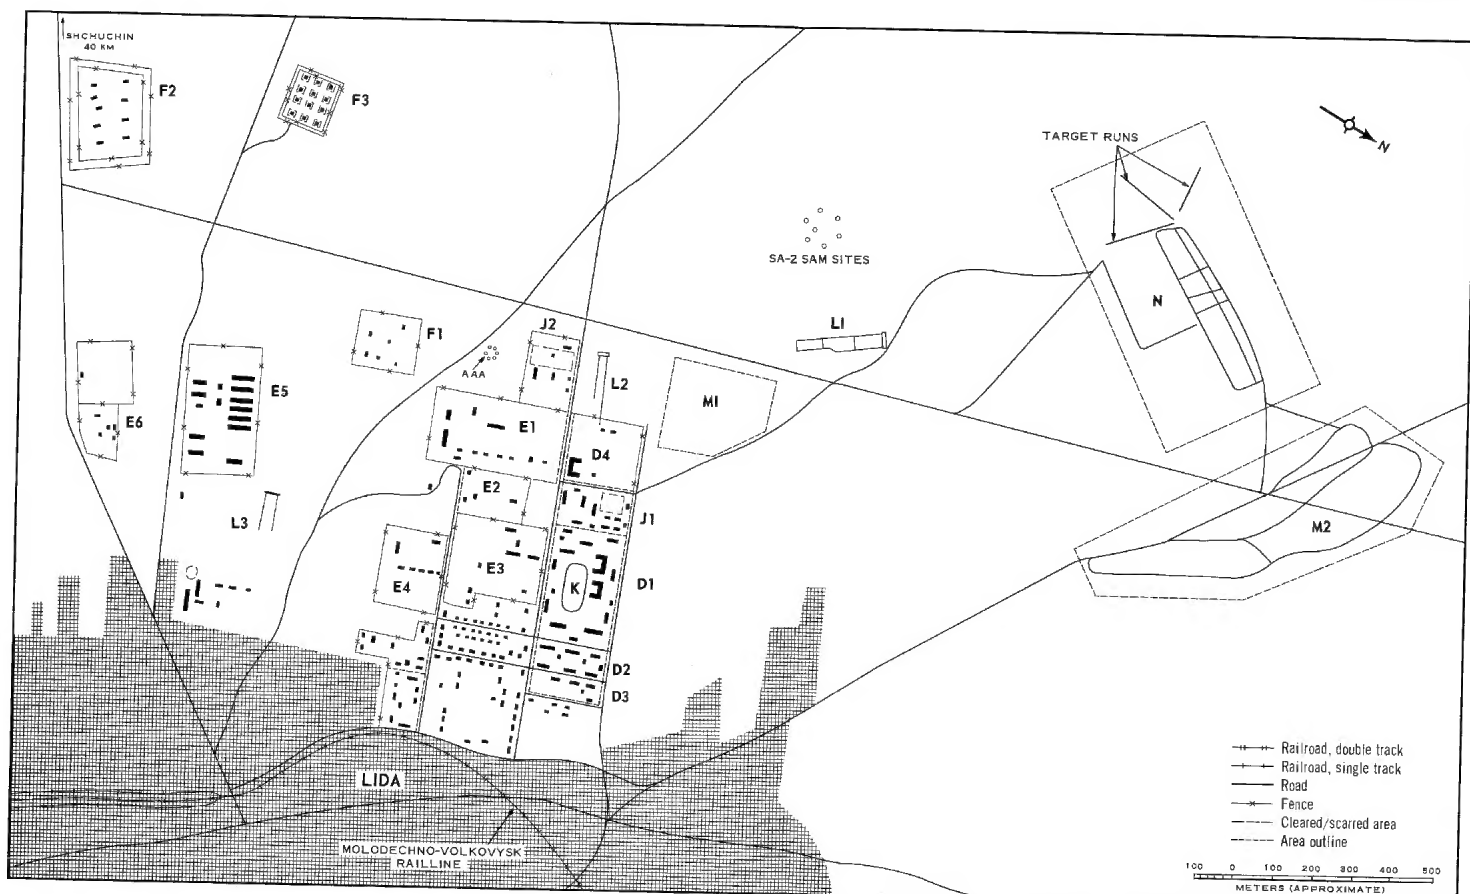 SHCHUCHIN
40 KM
F2
F3
N
TARGET RUNS
SA-2 SAM SITES
N
L1
J2
F1
AAA
L2
M1
E5
E6
E1
D4
E2
J1
L3
M2
E3
K
D1
E4
D2
D3
LIDA
MOLODECHNO-VOLKOVYSK
RAILLINE
Railroad, double track
Railroad, single track
Road
Fence
Cleared/scarred area
Area outline
100 0 100 200 300 400 500
METERS (APPROXIMATE)